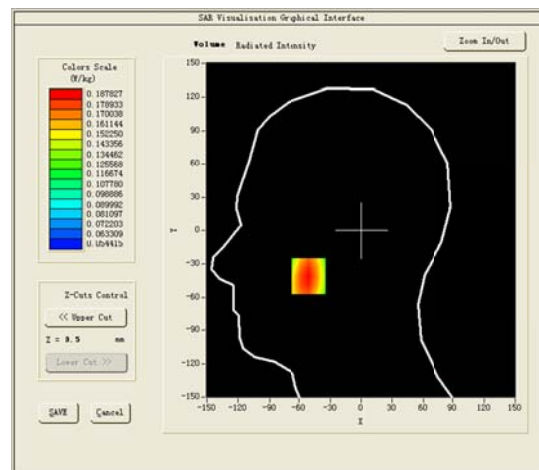 SAR Visualisation Grphical Interface
Volume Radiated Intensity
Zoom In/Out
Colors Scale
(W/kg)
0.187827
0.178933
0.170038
0.161144
0.152250
0.143356
0.134462
0.125568
0.116674
0.107780
0.098886
0.089992
0.081097
0.072203
0.063309
0.054415
Z-Cuts Control
<< Upper Cut
Z = 3.5 mm
Lower Cut >>
SAVE
Cancel
150
120
90
60
30
0
-30
-60
-90
-120
-150
Y
-150 -120 -90 -60 -30 0 30 60 90 120 150
X